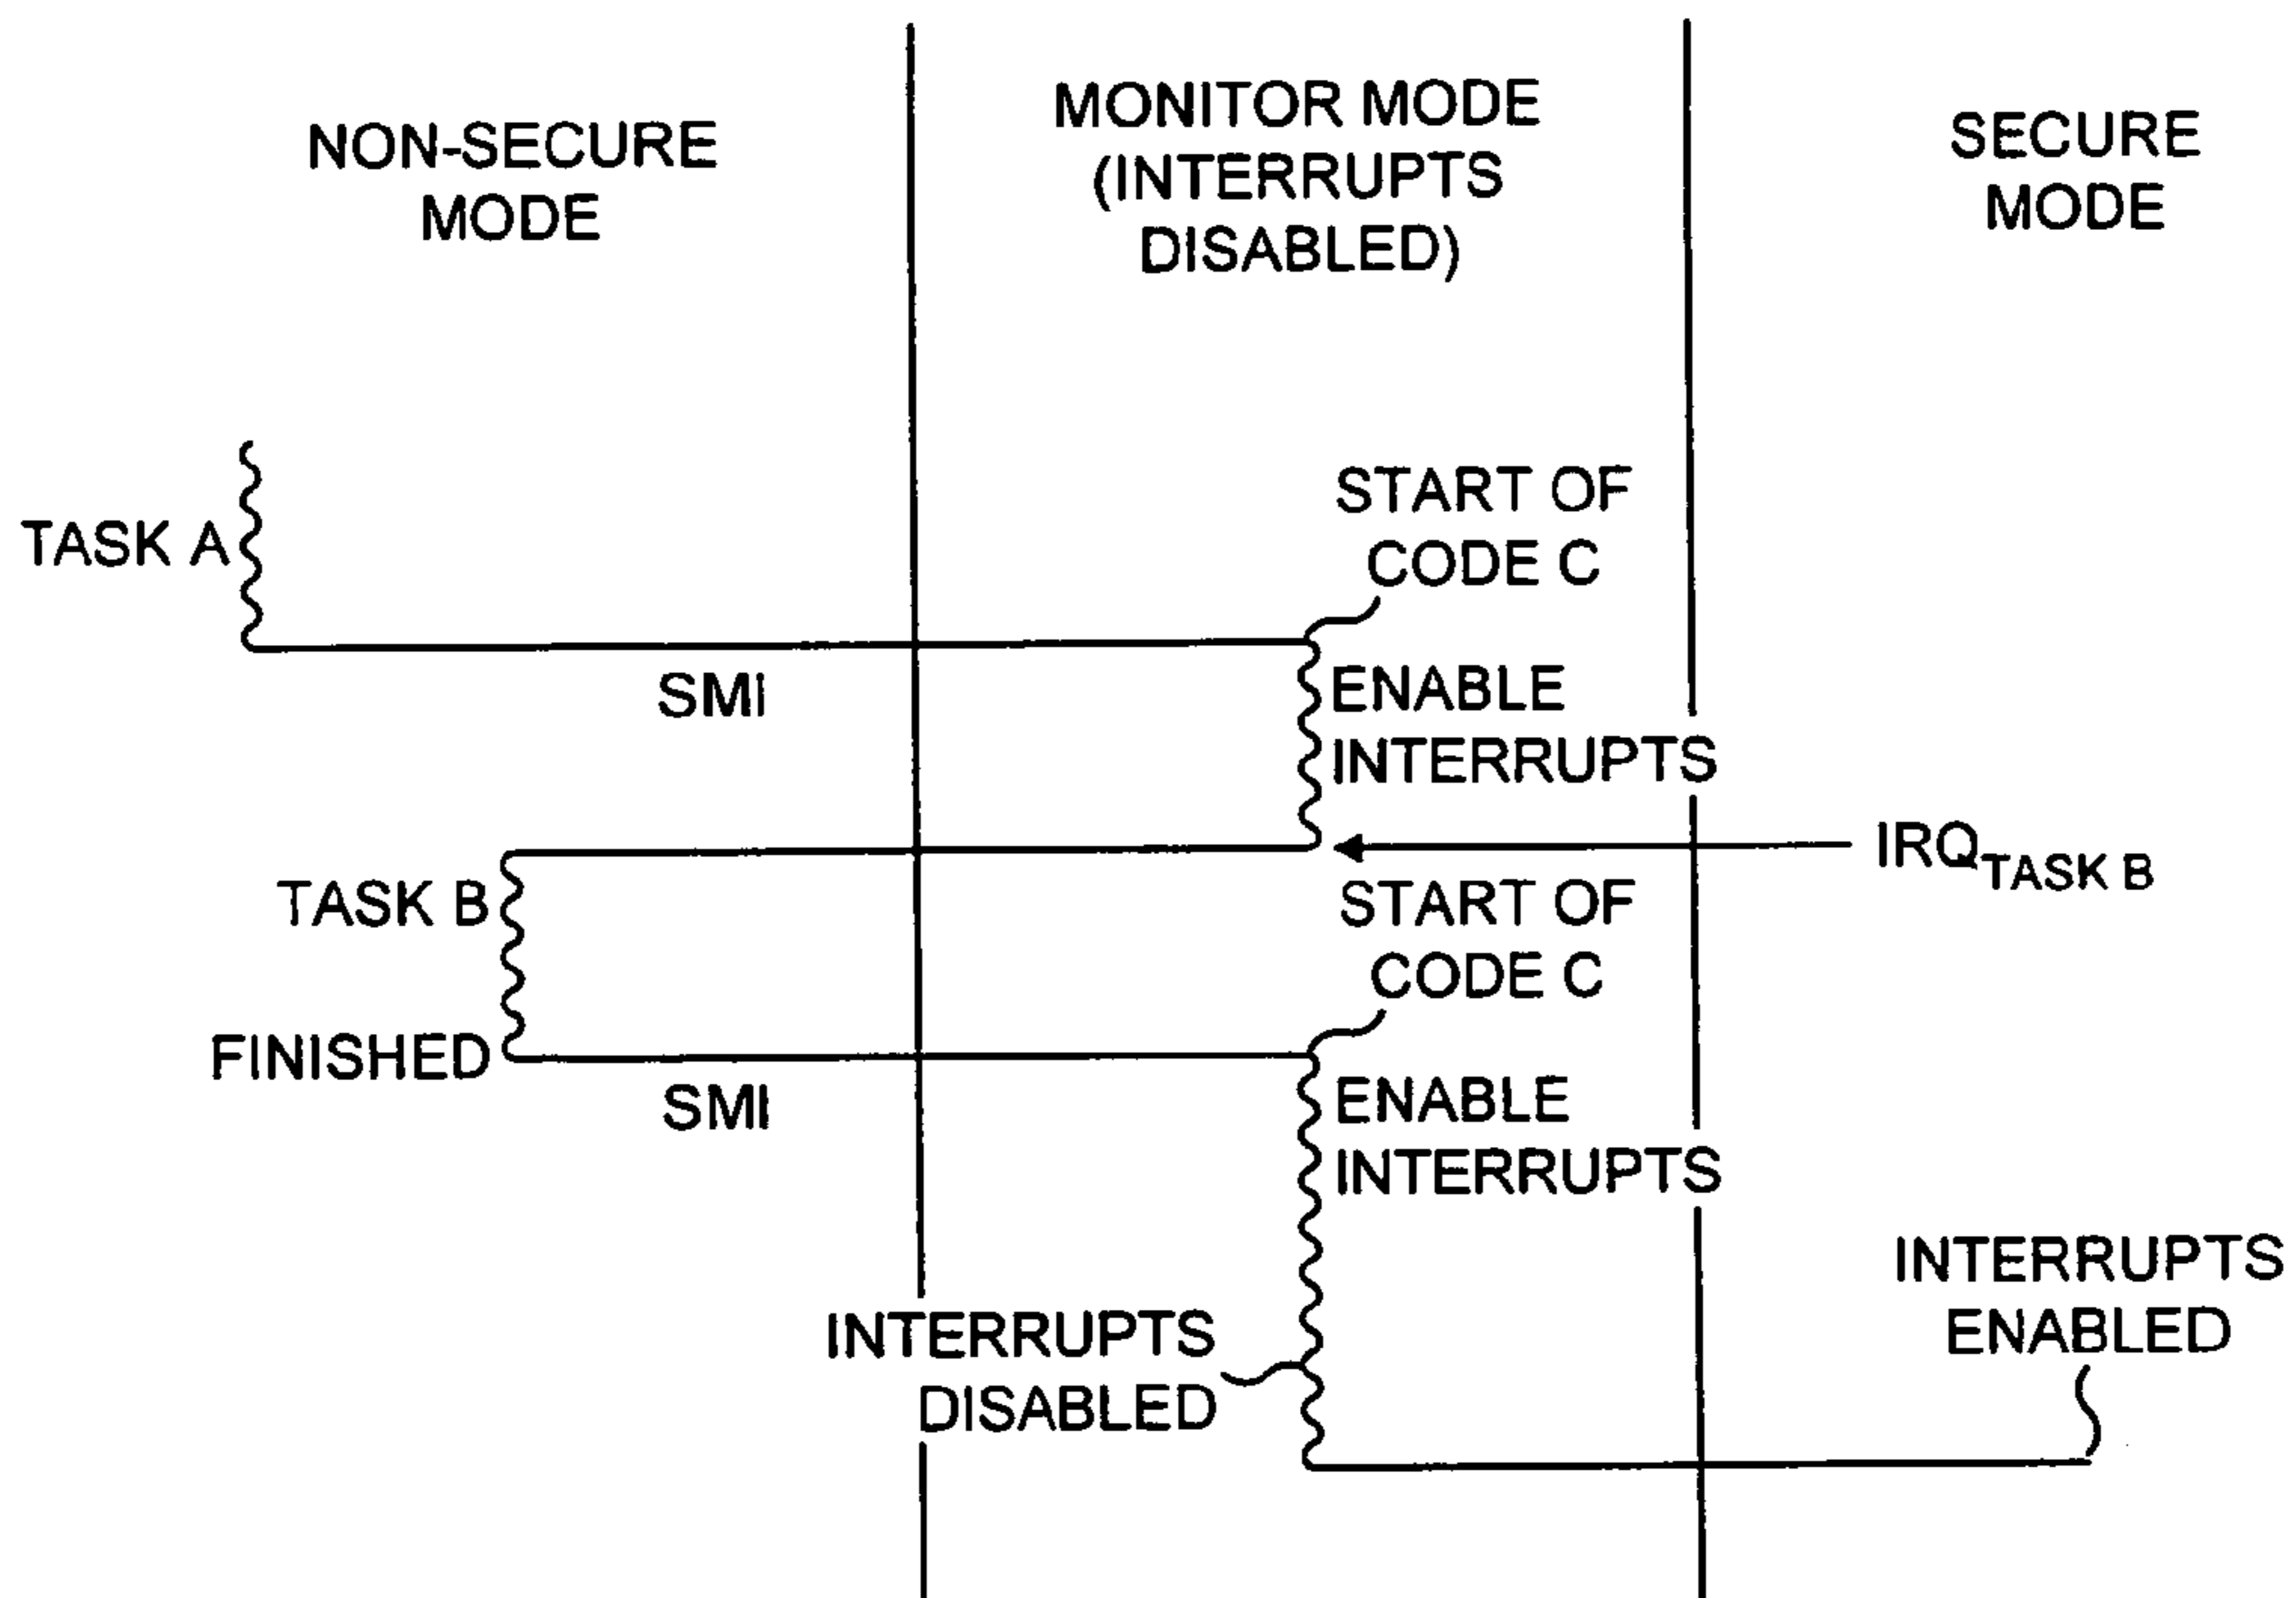 NON-SECURE
MODE
MONITOR MODE
(INTERRUPTS
DISABLED)
SECURE
MODE
TASK A
START OF
CODE C
SMI
ENABLE
INTERRUPTS
IRQTASK B
TASK B
START OF
CODE C
FINISHED
SMI
ENABLE
INTERRUPTS
INTERRUPTS
DISABLED
INTERRUPTS
ENABLED